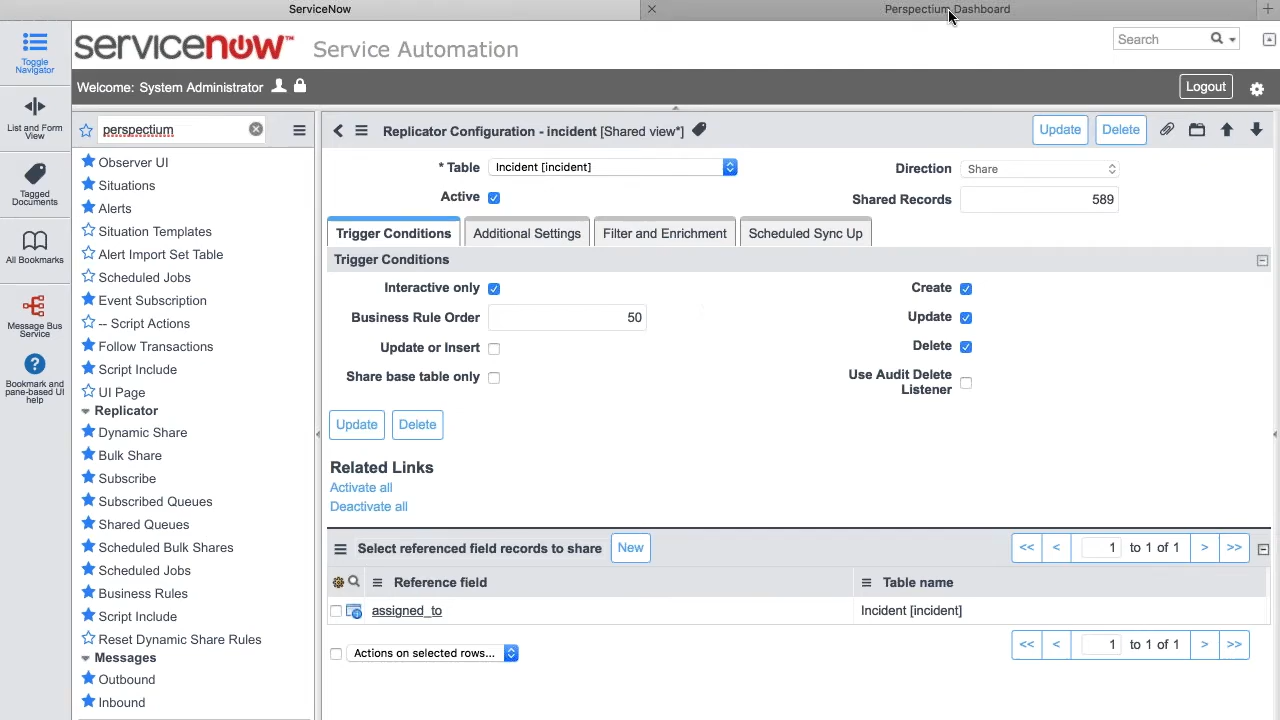 ServiceNow
Perspectium Dashboard
Toggle
Navigator
servicenow™ Service Automation
Search
Welcome: System Administrator
Logout
List and Form
View
Tagged
Documents
All Bookmarks
Message Bus
Service
Bookmark and
pane-based UI
help
perspectium
Observer UI
Situations
Alerts
Situation Templates
Alert Import Set Table
Scheduled Jobs
Event Subscription
-- Script Actions
Follow Transactions
Script Include
UI Page
Replicator
Dynamic Share
Bulk Share
Subscribe
Subscribed Queues
Shared Queues
Scheduled Bulk Shares
Scheduled Jobs
Business Rules
Script Include
Reset Dynamic Share Rules
Messages
Outbound
Inbound
Replicator Configuration - incident [Shared view*]
Update Delete
* Table Incident [incident]
Direction Share
Active
Shared Records 589
Trigger Conditions Additional Settings Filter and Enrichment Scheduled Sync Up
Trigger Conditions
Interactive only
Create
Business Rule Order 50
Update
Update or Insert
Delete
Share base table only
Use Audit Delete
Listener
Update Delete
Related Links
Activate all
Deactivate all
Select referenced field records to share New
<< < 1 to 1 of 1 > >>
Reference field Table name
assigned_to Incident [incident]
Actions on selected rows...
<< < 1 to 1 of 1 > >>